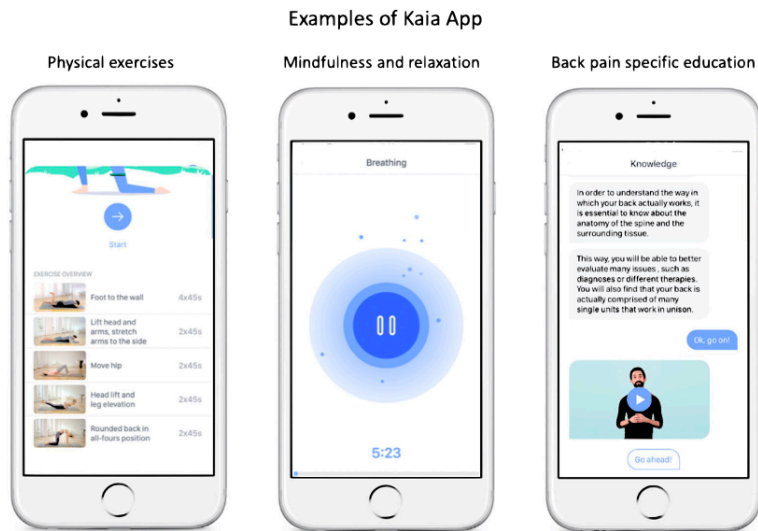 Examples of Kaia App
Physical exercises
Mindfulness and relaxation
Back pain specific education
Start
EXERCISE OVERVIEW
Foot to the wall 4x45s
Lift head and
arms, stretch 2x45s
arms to the side
Move hip 2x45s
Head lift and
leg elevation 2x45s
Rounded back in
all-fours position 2x45s
Breathing
5:23
Knowledge
In order to understand the way in
which your back actually works, it
is essential to know about the
anatomy of the spine and the
surrounding tissue.
This way, you will be able to better
evaluate many issues , such as
diagnoses or different therapies.
You will also find that your back is
actually comprised of many
single units that work in unison.
Ok, go on!
Go ahead!